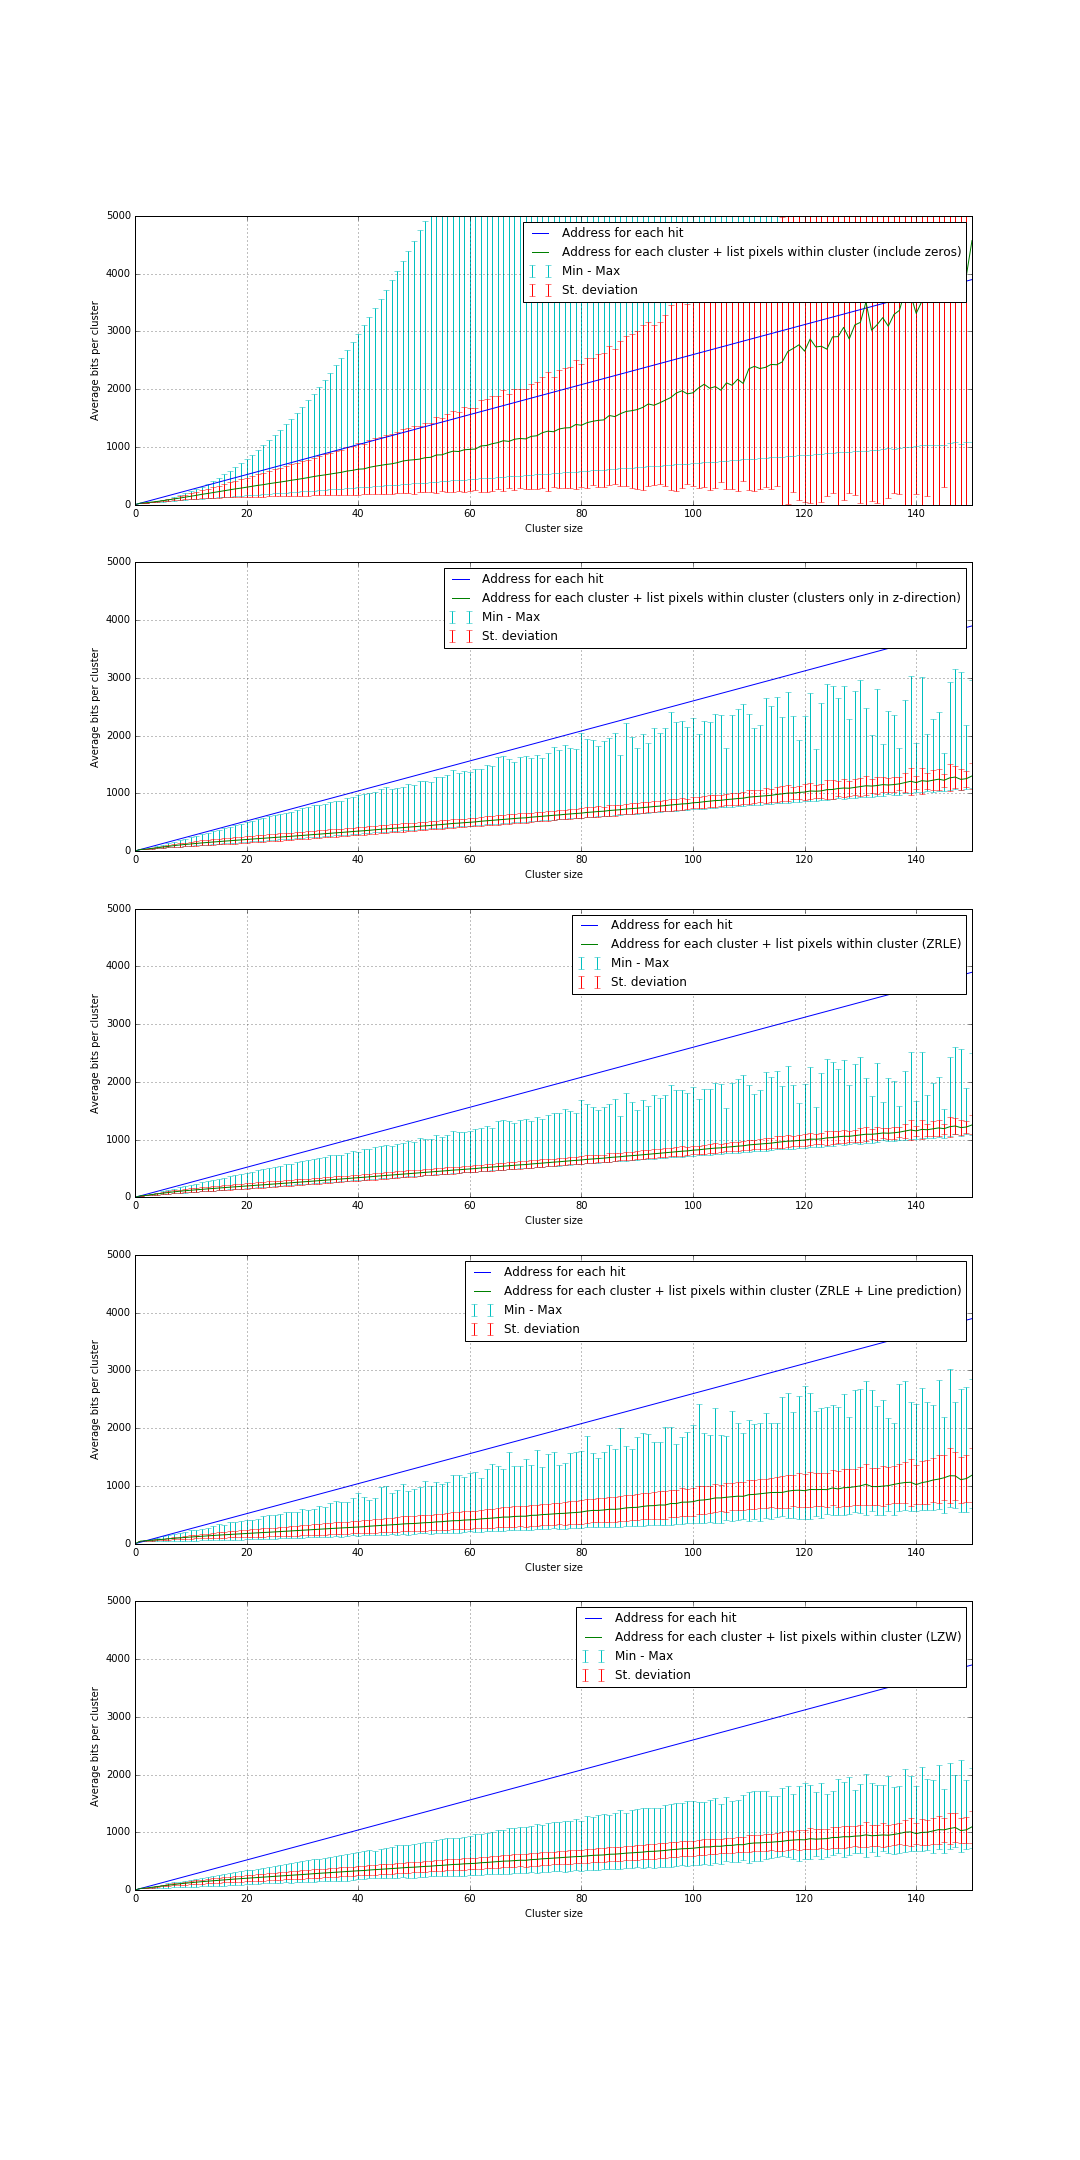 5000
4000
3000
2000
1000
0
Average bits per cluster
Address for each hit
Address for each cluster + list pixels within cluster (include zeros)
Min - Max
St. deviation
0 20 40 60 80 100 120 140
Cluster size
5000
4000
3000
2000
1000
0
Average bits per cluster
Address for each hit
Address for each cluster + list pixels within cluster (clusters only in z-direction)
Min - Max
St. deviation
0 20 40 60 80 100 120 140
Cluster size
5000
4000
3000
2000
1000
0
Average bits per cluster
Address for each hit
Address for each cluster + list pixels within cluster (ZRLE)
Min - Max
St. deviation
0 20 40 60 80 100 120 140
Cluster size
5000
4000
3000
2000
1000
0
Average bits per cluster
Address for each hit
Address for each cluster + list pixels within cluster (ZRLE + Line prediction)
Min - Max
St. deviation
0 20 40 60 80 100 120 140
Cluster size
5000
4000
3000
2000
1000
0
Average bits per cluster
Address for each hit
Address for each cluster + list pixels within cluster (LZW)
Min - Max
St. deviation
0 20 40 60 80 100 120 140
Cluster size